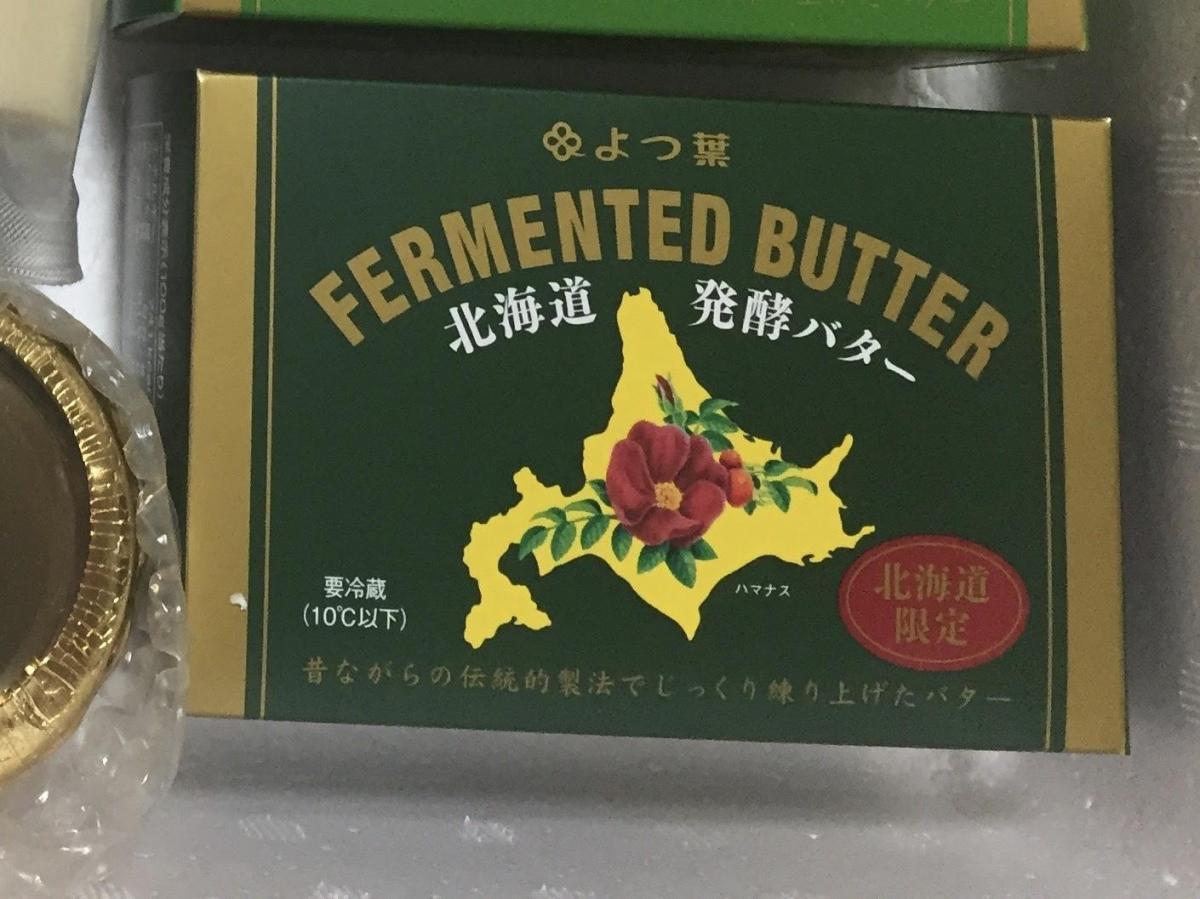 よつ葉
FERMENTED BUTTER
北海道 発酵バター
ハマナス
北海道
限定
要冷蔵
(10℃以下)
昔ながらの伝統的製法でじっくり練り上げたバター